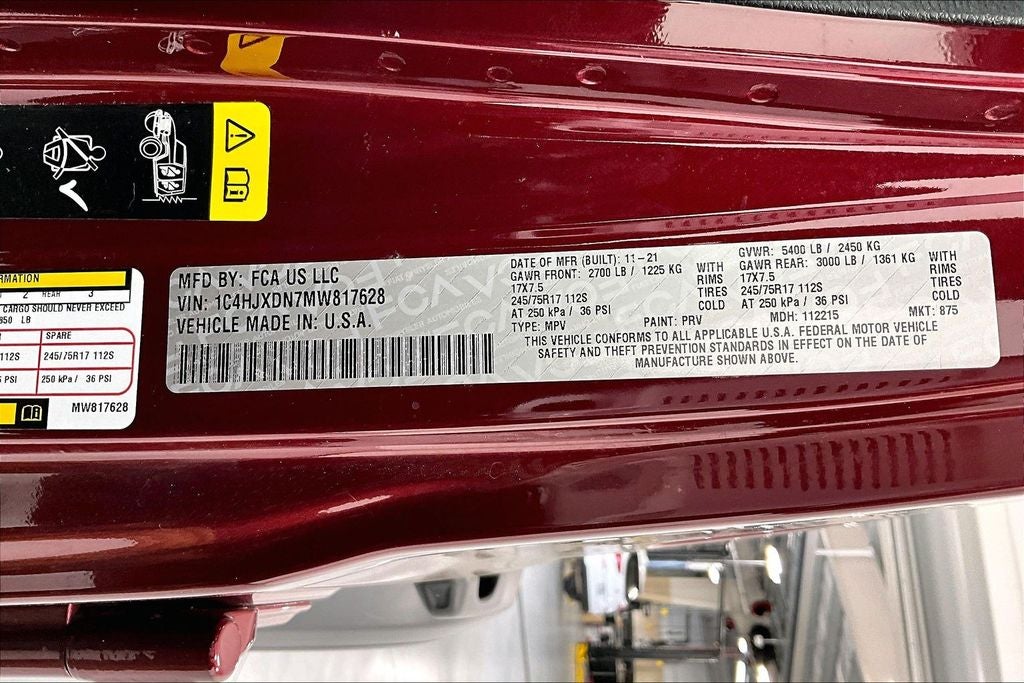 RMATION
2 REAR 3
CARGO SHOULD NEVER EXCEED
850 LB
SPARE
112S 245/75R17 112S
PSI 250 kPa / 36 PSI
MW817628
MFD BY: FCA US LLC
VIN: 1C4HJXDN7MW817628
VEHICLE MADE IN: U.S.A.
DATE OF MFR (BUILT): 11-21
GAWR FRONT: 2700 LB / 1225 KG WITH
17X7.5 RIMS
245/75R17 112S TIRES
AT 250 kPa / 36 PSI COLD
GVWR: 5400 LB / 2450 KG
GAWR REAR: 3000 LB / 1361 KG WITH
17X7.5 RIMS
245/75R17 112S TIRES
AT 250 kPa / 36 PSI COLD
TYPE: MPV PAINT: PRV MDH: 112215 MKT: 875
THIS VEHICLE CONFORMS TO ALL APPLICABLE U.S.A. FEDERAL MOTOR VEHICLE
SAFETY AND THEFT PREVENTION STANDARDS IN EFFECT ON THE DATE OF
MANUFACTURE SHOWN ABOVE.